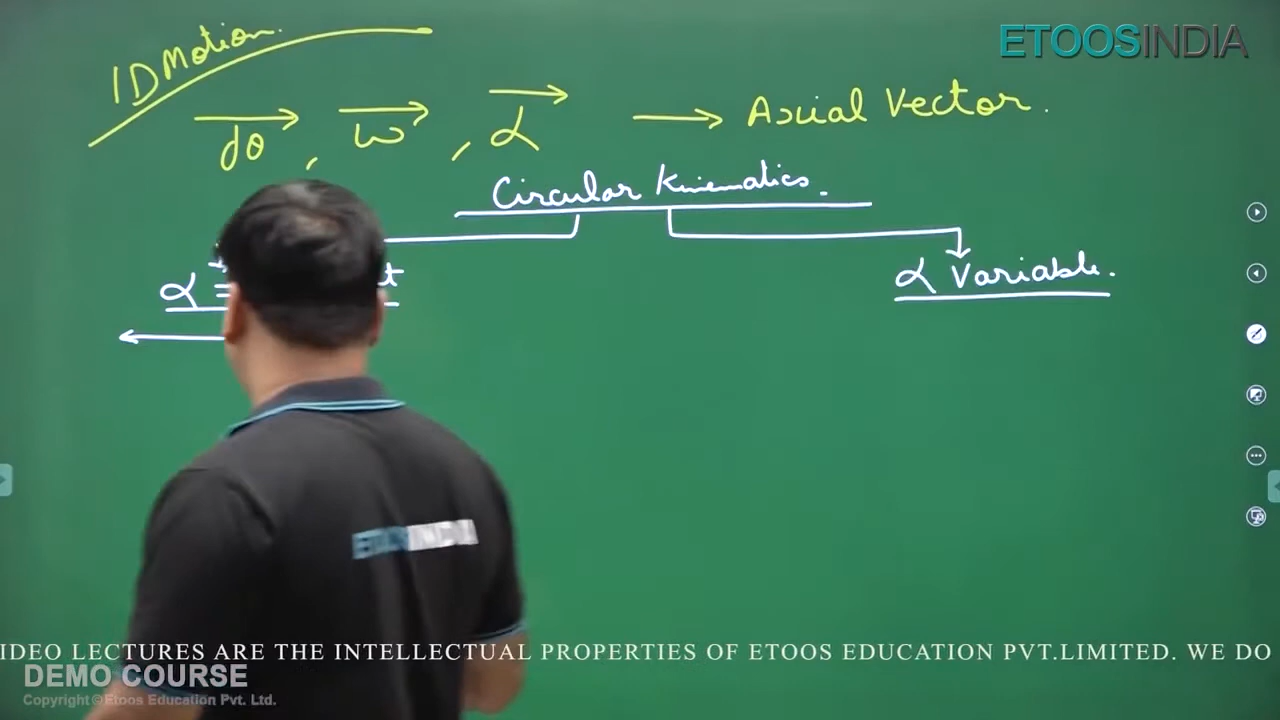 ETOOSINDIA
1D Motion.
dθ, ω, α → Axial Vector.
Circular Kinematics.
α =
α Variable.
ETOOSINDIA
IDEO LECTURES ARE THE INTELLECTUAL PROPERTIES OF ETOOS EDUCATION PVT.LIMITED. WE DO
DEMO COURSE
Copyright © Etoos Education Pvt. Ltd.